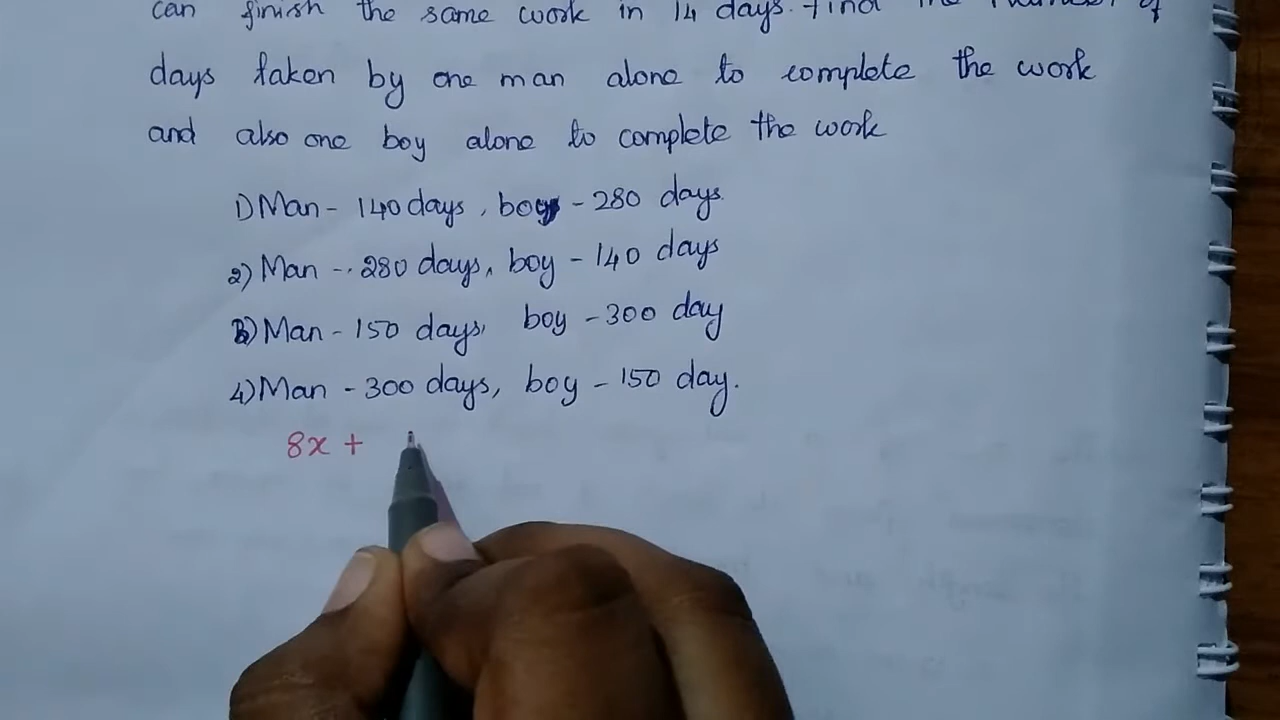 can finish the same work in 14 days. find the number of
days taken by one man alone to complete the work
and also one boy alone to complete the work
1) Man - 140 days, boy - 280 days.
2) Man - 280 days, boy - 140 days
3) Man - 150 days, boy - 300 day
4) Man - 300 days, boy - 150 day.
8x +